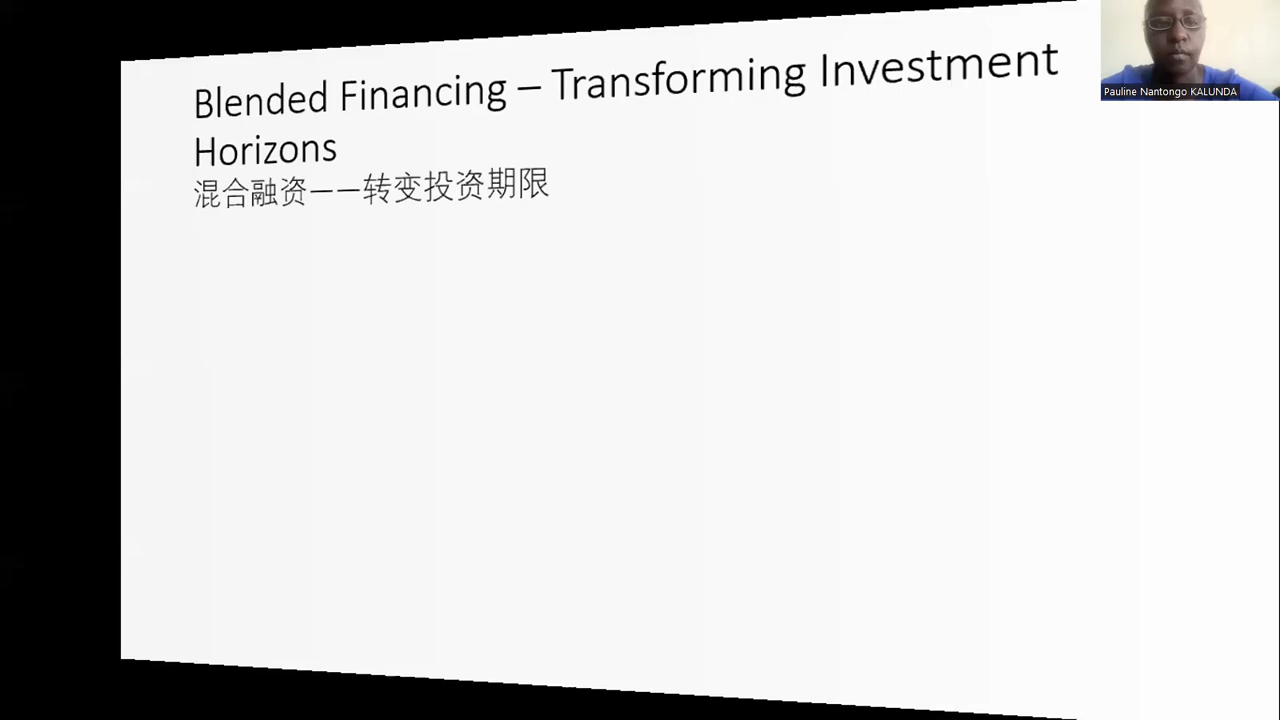 Blended Financing – Transforming Investment
Horizons
混合融资——转变投资期限
Pauline Nantongo KALUNDA